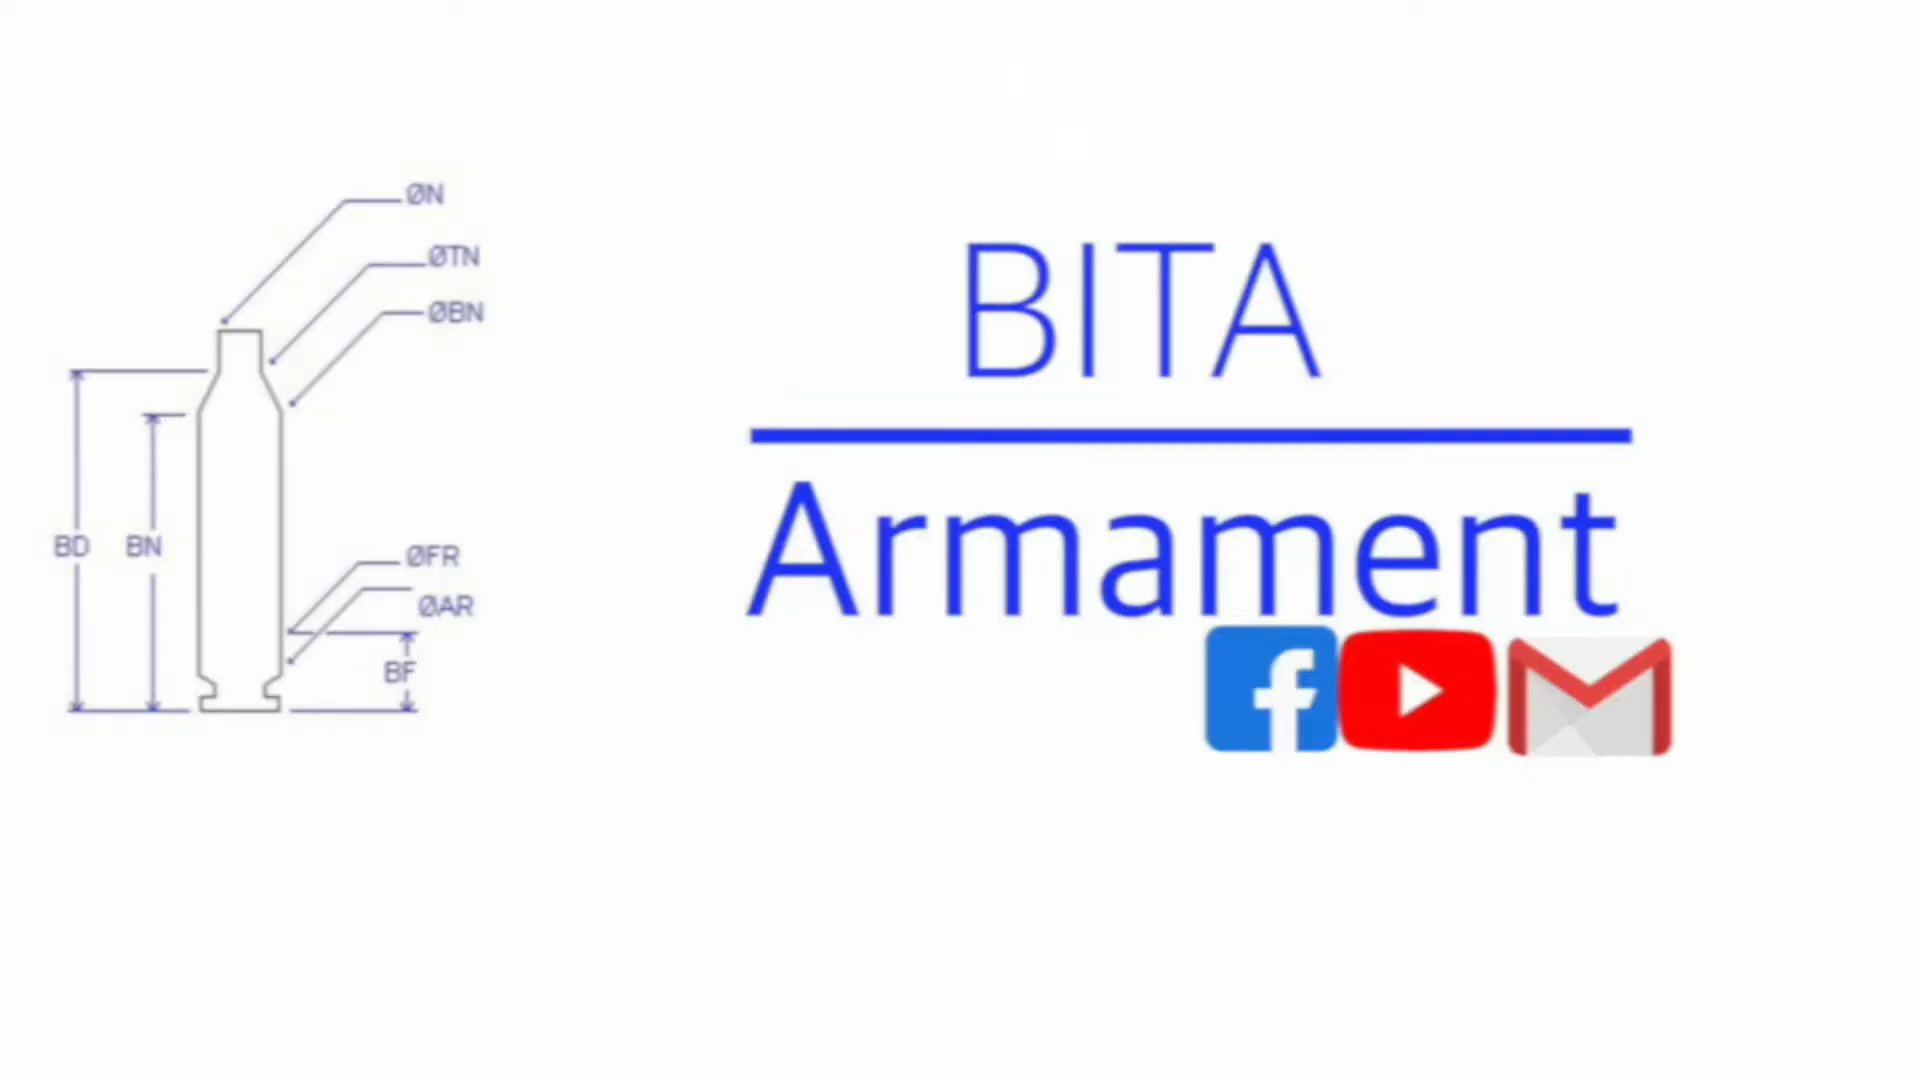 ØN
ØTN
ØBN
BD
BN
ØFR
ØAR
BF
BITA
Armament